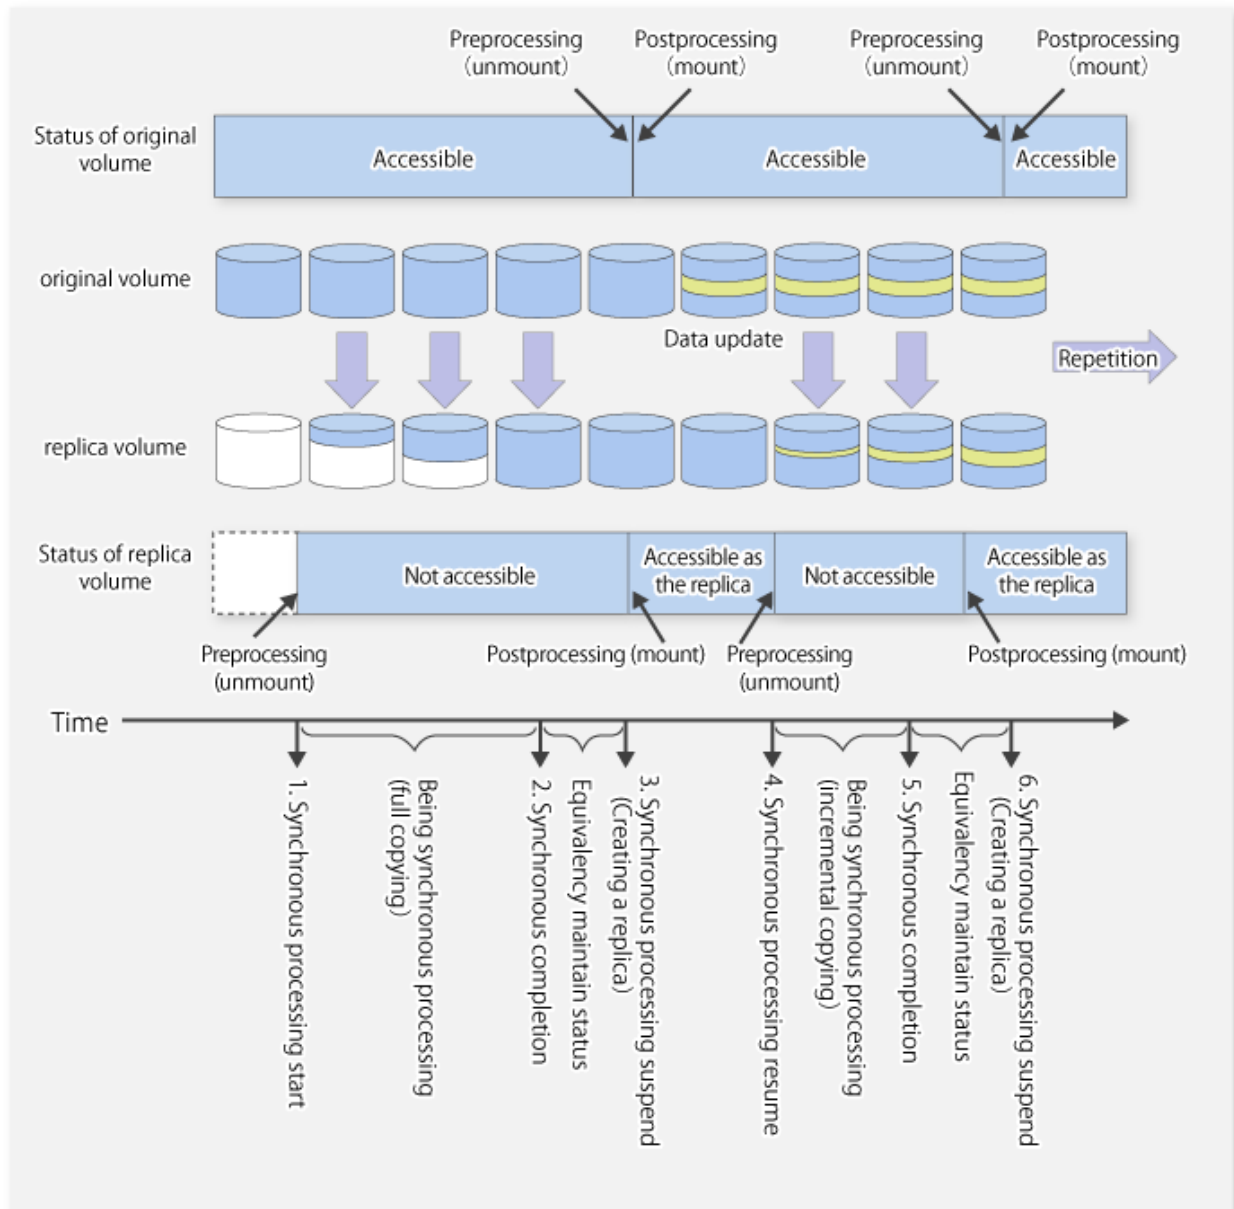 Preprocessing
(unmount)
Postprocessing
(mount)
Preprocessing
(unmount)
Postprocessing
(mount)
Status of original
volume
Accessible
Accessible
Accessible
original volume
Data update
Repetition
replica volume
Status of replica
volume
Not accessible
Accessible as
the replica
Not accessible
Accessible as
the replica
Preprocessing
(unmount)
Postprocessing (mount)
Preprocessing
(unmount)
Postprocessing (mount)
Time
1. Synchronous processing start
Being synchronous processing
(full copying)
2. Synchronous completion
Equivalency maintain status
3. Synchronous processing suspend
(Creating a replica)
4. Synchronous processing resume
Being synchronous processing
(incremental copying)
5. Synchronous completion
Equivalency maintain status
6. Synchronous processing suspend
(Creating a replica)